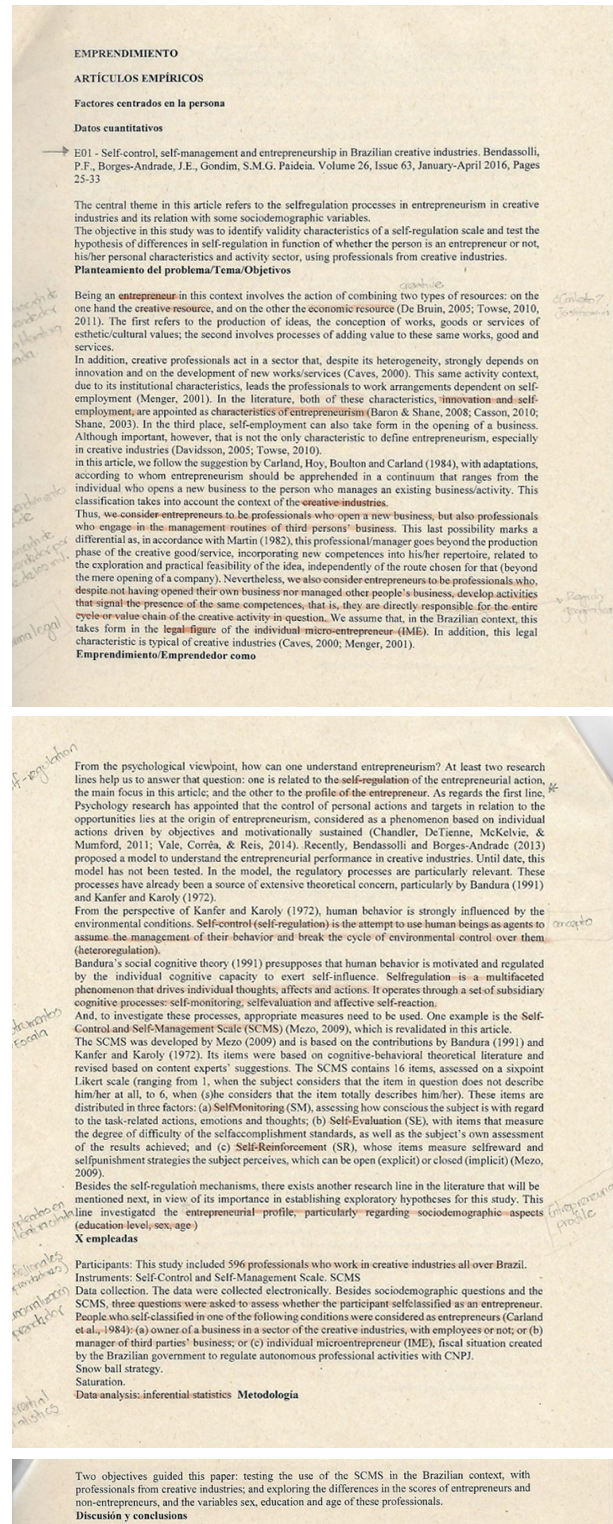 EMPRENDIMIENTO
ARTÍCULOS EMPÍRICOS
Factores centrados en la persona
Datos cuantitativos
E01 - Self-control, self-management and entrepreneurship in Brazilian creative industries. Bendassolli,
P.F., Borges-Andrade, J.E., Gondim, S.M.G. Paideia. Volume 26, Issue 63, January-April 2016, Pages
25-33
The central theme in this article refers to the selfregulation processes in entrepreneurism in creative
industries and its relation with some sociodemographic variables.
The objective in this study was to identify validity characteristics of a self-regulation scale and test the
hypothesis of differences in self-regulation in function of whether the person is an entrepreneur or not,
his/her personal characteristics and activity sector, using professionals from creative industries.
Planteamiento del problema/Tema/Objetivos
creative
Being an entrepreneur in this context involves the action of combining two types of resources: on the
one hand the creative resource, and on the other the economic resource (De Bruin, 2005; Towse, 2010,
2011). The first refers to the production of ideas, the conception of works, goods or services of
esthetic/cultural values; the second involves processes of adding value to these same works, good and
services.
In addition, creative professionals act in a sector that, despite its heterogeneity, strongly depends on
innovation and on the development of new works/services (Caves, 2000). This same activity context,
due to its institutional characteristics, leads the professionals to work arrangements dependent on self-
employment (Menger, 2001). In the literature, both of these characteristics, innovation and self-
employment, are appointed as characteristics of entrepreneurism (Baron & Shane, 2008; Casson, 2010;
Shane, 2003). In the third place, self-employment can also take form in the opening of a business.
Although important, however, that is not the only characteristic to define entrepreneurism, especially
in creative industries (Davidsson, 2005; Towse, 2010).
in this article, we follow the suggestion by Carland, Hoy, Boulton and Carland (1984), with adaptations,
according to whom entrepreneurism should be apprehended in a continuum that ranges from the
individual who opens a new business to the person who manages an existing business/activity. This
classification takes into account the context of the creative industries.
Thus, we consider entrepreneurs to be professionals who open a new business, but also professionals
who engage in the management routines of third persons' business. This last possibility marks a
differential as, in accordance with Martin (1982), this professional/manager goes beyond the production
phase of the creative good/service, incorporating new competences into his/her repertoire, related to
the exploration and practical feasibility of the idea, independently of the route chosen for that (beyond
the mere opening of a company). Nevertheless, we also consider entrepreneurs to be professionals who,
despite not having opened their own business nor managed other people's business, develop activities
that signal the presence of the same competences, that is, they are directly responsible for the entire
cycle or value chain of the creative activity in question. We assume that, in the Brazilian context, this
takes form in the legal figure of the individual micro-entrepreneur (IME). In addition, this legal
characteristic is typical of creative industries (Caves, 2000; Menger, 2001).
Emprendimiento/Emprendedor como
From the psychological viewpoint, how can one understand entrepreneurism? At least two research
lines help us to answer that question: one is related to the self-regulation of the entrepreneurial action,
the main focus in this article; and the other to the profile of the entrepreneur. As regards the first line,
Psychology research has appointed that the control of personal actions and targets in relation to the
opportunities lies at the origin of entrepreneurism, considered as a phenomenon based on individual
actions driven by objectives and motivationally sustained (Chandler, DeTienne, McKelvie, &
Mumford, 2011; Vale, Corrêa, & Reis, 2014). Recently, Bendassolli and Borges-Andrade (2013)
proposed a model to understand the entrepreneurial performance in creative industries. Until date, this
model has not been tested. In the model, the regulatory processes are particularly relevant. These
processes have already been a source of extensive theoretical concern, particularly by Bandura (1991)
and Kanfer and Karoly (1972).
From the perspective of Kanfer and Karoly (1972), human behavior is strongly influenced by the
environmental conditions. Self-control (self-regulation) is the attempt to use human beings as agents to
concepto
assume the management of their behavior and break the cycle of environmental control over them
(heteroregulation).
Bandura's social cognitive theory (1991) presupposes that human behavior is motivated and regulated
by the individual cognitive capacity to exert self-influence. Selfregulation is a multifaceted
phenomenon that drives individual thoughts, affects and actions. It operates through a set of subsidiary
cognitive processes: self-monitoring, selfevaluation and affective self-reaction.
And, to investigate these processes, appropriate measures need to be used. One example is the Self-
Control and Self-Management Scale (SCMS) (Mezo, 2009), which is revalidated in this article.
Escala
The SCMS was developed by Mezo (2009) and is based on the contributions by Bandura (1991) and
Kanfer and Karoly (1972). Its items were based on cognitive-behavioral theoretical literature and
revised based on content experts' suggestions. The SCMS contains 16 items, assessed on a sixpoint
Likert scale (ranging from 1, when the subject considers that the item in question does not describe
him/her at all, to 6, when (s)he considers that the item totally describes him/her). These items are
distributed in three factors: (a) SelfMonitoring (SM), assessing how conscious the subject is with regard
to the task-related actions, emotions and thoughts; (b) Self-Evaluation (SE), with items that measure
the degree of difficulty of the selfaccomplishment standards, as well as the subject's own assessment
of the results achieved; and (c) Self-Reinforcement (SR), whose items measure selfreward and
selfpunishment strategies the subject perceives, which can be open (explicit) or closed (implicit) (Mezo,
2009).
Besides the self-regulation mechanisms, there exists another research line in the literature that will be
mentioned next, in view of its importance in establishing exploratory hypotheses for this study. This
line investigated the entrepreneurial profile, particularly regarding sociodemographic aspects
Entrepreneurial profile
(education level, sex, age )
X empleadas
Participants: This study included 596 professionals who work in creative industries all over Brazil.
Instruments: Self-Control and Self-Management Scale. SCMS
Data collection. The data were collected electronically. Besides sociodemographic questions and the
SCMS, three questions were asked to assess whether the participant selfclassified as an entrepreneur.
People who self-classified in one of the following conditions were considered as entrepreneurs (Carland
et al., 1984): (a) owner of a business in a sector of the creative industries, with employees or not; or (b)
manager of third parties' business; or (c) individual microentrepreneur (IME), fiscal situation created
by the Brazilian government to regulate autonomous professional activities with CNPJ.
Snow ball strategy.
Saturation.
Data analysis: inferential statistics Metodología
Two objectives guided this paper: testing the use of the SCMS in the Brazilian context, with
professionals from creative industries; and exploring the differences in the scores of entrepreneurs and
non-entrepreneurs, and the variables sex, education and age of these professionals.
Discusión y conclusions